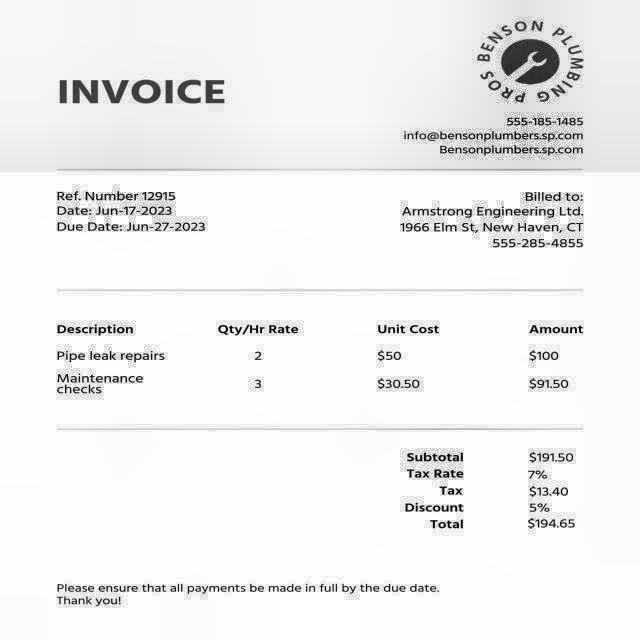 BENSON PLUMBING PROS
INVOICE
555-185-1485
info@bensonplumbers.sp.com
Bensonplumbers.sp.com
Ref. Number 12915
Date: Jun-17-2023
Due Date: Jun-27-2023
Billed to:
Armstrong Engineering Ltd.
1966 Elm St, New Haven, CT
555-285-4855
Description Qty/Hr Rate Unit Cost Amount
Pipe leak repairs 2 $50 $100
Maintenance
checks 3 $30.50 $91.50
Subtotal $191.50
Tax Rate 7%
Tax $13.40
Discount 5%
Total $194.65
Please ensure that all payments be made in full by the due date.
Thank you!